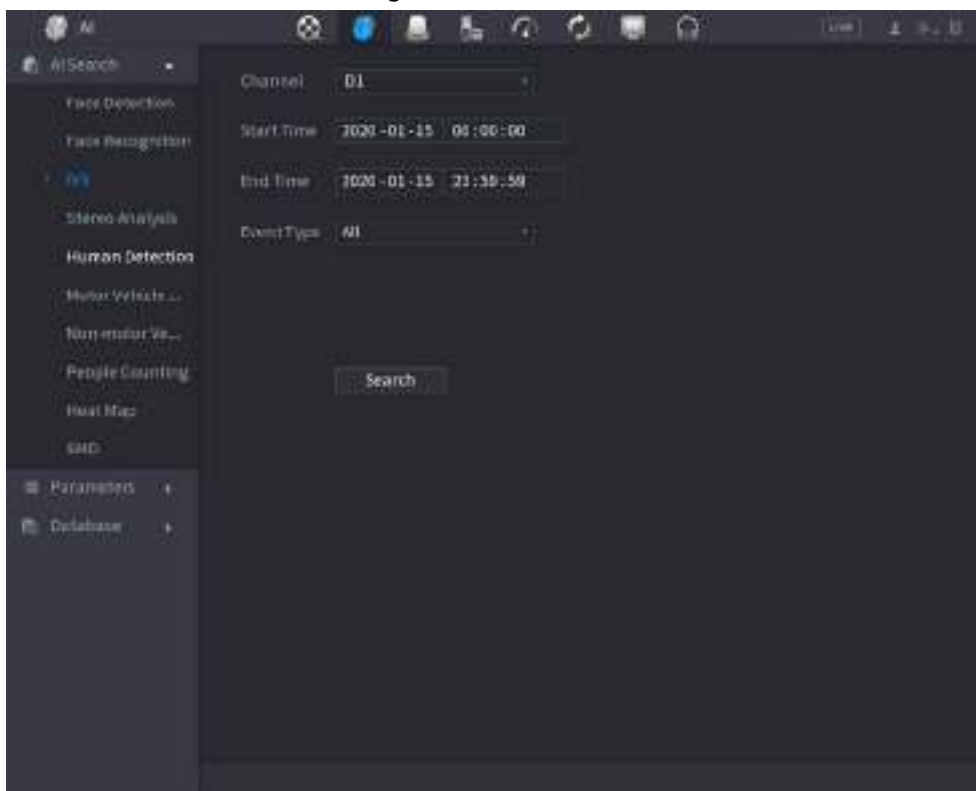 AI
LIVE
AI Search
Face Detection
Face Recognition
IVS
Stereo Analysis
Human Detection
Motor Vehicle ...
Non-motor Ve...
People Counting
Heat Map
SMD
Parameters
Database
Channel D1
Start Time 2020-01-15 00:00:00
End Time 2020-01-15 23:59:59
Event Type All
Search